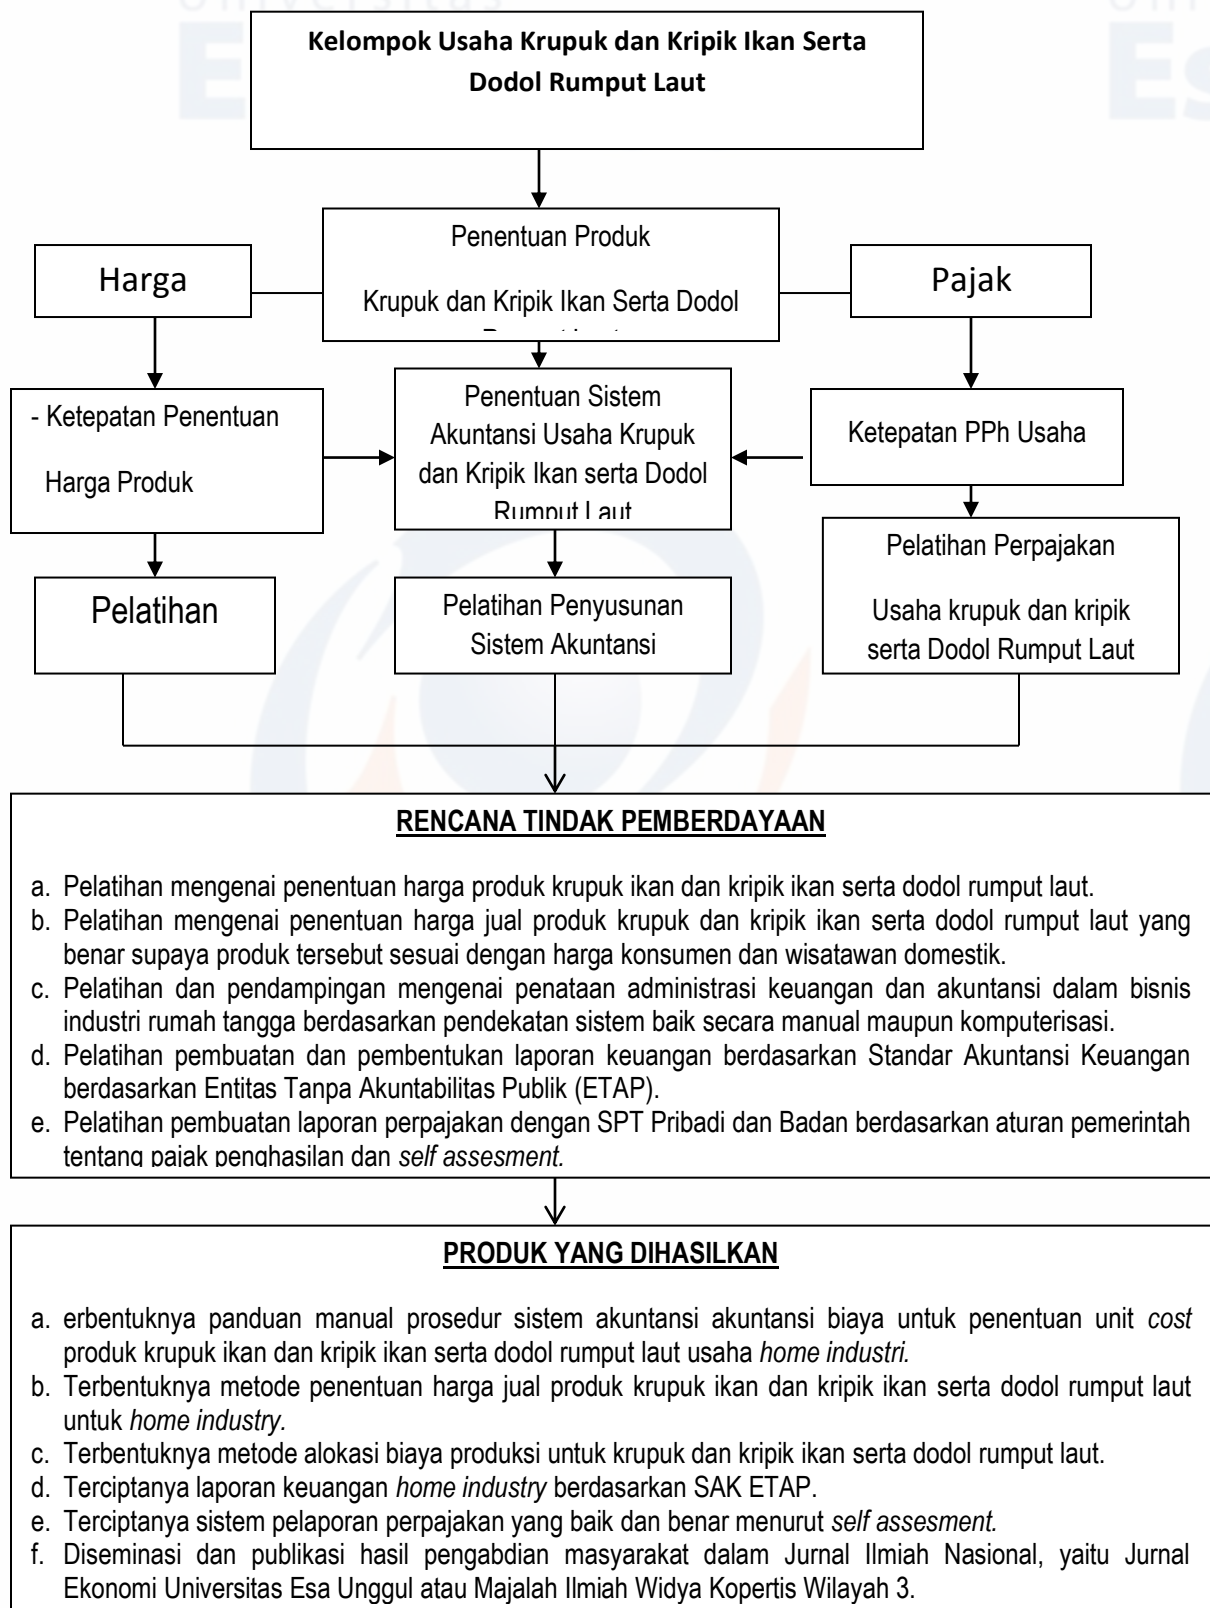 Universitas
Uni
E
Es
Kelompok Usaha Krupuk dan Kripik Ikan Serta
Dodol Rumput Laut
Penentuan Produk
Krupuk dan Kripik Ikan Serta Dodol
Harga
Pajak
- Ketepatan Penentuan
Harga Produk
Penentuan Sistem
Akuntansi Usaha Krupuk
dan Kripik Ikan serta Dodol
Rumput Laut
Ketepatan PPh Usaha
Pelatihan
Pelatihan Penyusunan
Sistem Akuntansi
Pelatihan Perpajakan
Usaha krupuk dan kripik
serta Dodol Rumput Laut
RENCANA TINDAK PEMBERDAYAAN
a. Pelatihan mengenai penentuan harga produk krupuk ikan dan kripik ikan serta dodol rumput laut.
b. Pelatihan mengenai penentuan harga jual produk krupuk dan kripik ikan serta dodol rumput laut yang
benar supaya produk tersebut sesuai dengan harga konsumen dan wisatawan domestik.
c. Pelatihan dan pendampingan mengenai penataan administrasi keuangan dan akuntansi dalam bisnis
industri rumah tangga berdasarkan pendekatan sistem baik secara manual maupun komputerisasi.
d. Pelatihan pembuatan dan pembentukan laporan keuangan berdasarkan Standar Akuntansi Keuangan
berdasarkan Entitas Tanpa Akuntabilitas Publik (ETAP).
e. Pelatihan pembuatan laporan perpajakan dengan SPT Pribadi dan Badan berdasarkan aturan pemerintah
tentang pajak penghasilan dan self assesment.
PRODUK YANG DIHASILKAN
a. erbentuknya panduan manual prosedur sistem akuntansi akuntansi biaya untuk penentuan unit cost
produk krupuk ikan dan kripik ikan serta dodol rumput laut usaha home industri.
b. Terbentuknya metode penentuan harga jual produk krupuk ikan dan kripik ikan serta dodol rumput laut
untuk home industry.
c. Terbentuknya metode alokasi biaya produksi untuk krupuk dan kripik ikan serta dodol rumput laut.
d. Terciptanya laporan keuangan home industry berdasarkan SAK ETAP.
e. Terciptanya sistem pelaporan perpajakan yang baik dan benar menurut self assesment.
f. Diseminasi dan publikasi hasil pengabdian masyarakat dalam Jurnal Ilmiah Nasional, yaitu Jurnal
Ekonomi Universitas Esa Unggul atau Majalah Ilmiah Widya Kopertis Wilayah 3.